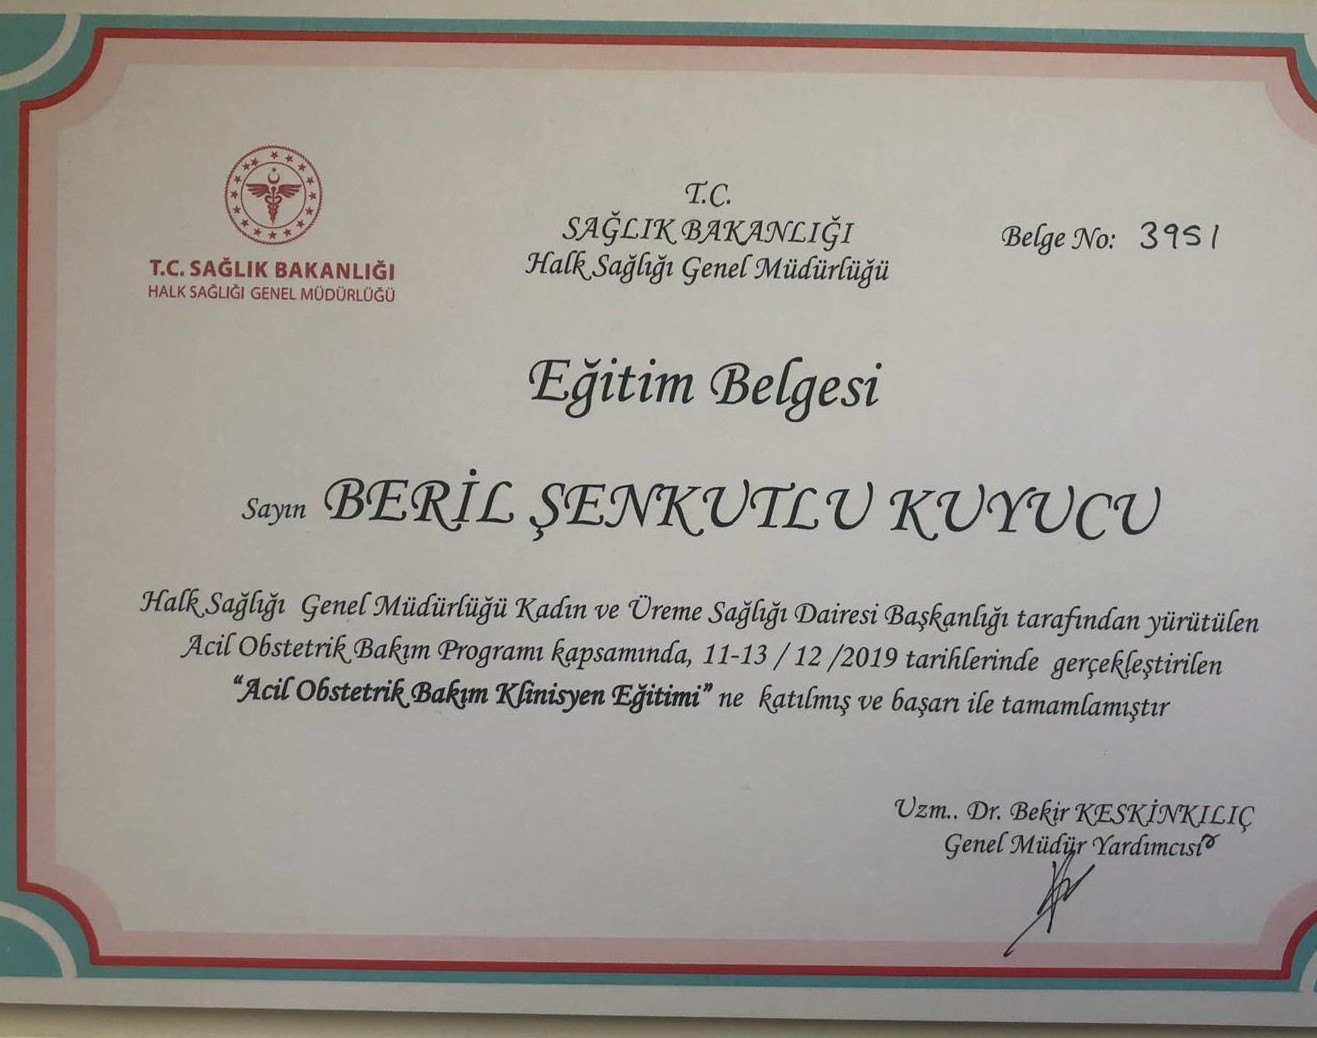 T.C. SAĞLIK BAKANLIĞI
HALK SAĞLIĞI GENEL MÜDÜRLÜĞÜ
T.C.
SAĞLIK BAKANLIĞI
Halk Sağlığı Genel Müdürlüğü
Belge No: 3951
Eğitim Belgesi
Sayın BERİL ŞENKUTLU KUYUCU
Halk Sağlığı Genel Müdürlüğü Kadın ve Üreme Sağlığı Dairesi Başkanlığı tarafından yürütülen
Acil Obstetrik Bakım Programı kapsamında, 11-13 / 12 /2019 tarihlerinde gerçekleştirilen
“Acil Obstetrik Bakım Klinisyen Eğitimi” ne katılmış ve başarı ile tamamlamıştır
Uzm.. Dr. Bekir KESKİNKILIÇ
Genel Müdür Yardımcısı